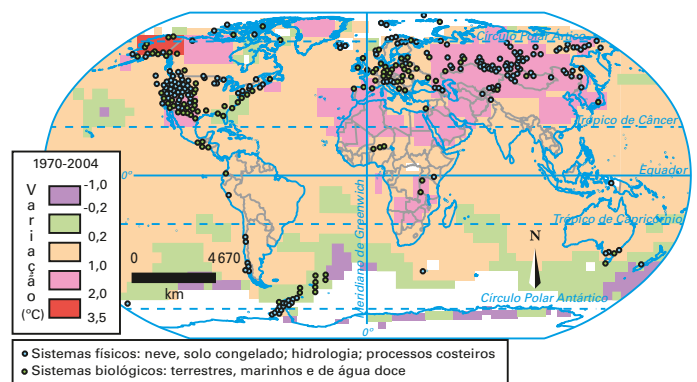 Círculo Polar Ártico
Trópico de Câncer
Equador
0°
Trópico de Capricórnio
Meridiano de Greenwich
N
Círculo Polar Antártico
0°
1970-2004
Variação
(°C)
-1,0
-0,2
0,2
1,0
2,0
3,5
0 4 670
km
Sistemas físicos: neve, solo congelado; hidrologia; processos costeiros
Sistemas biológicos: terrestres, marinhos e de água doce